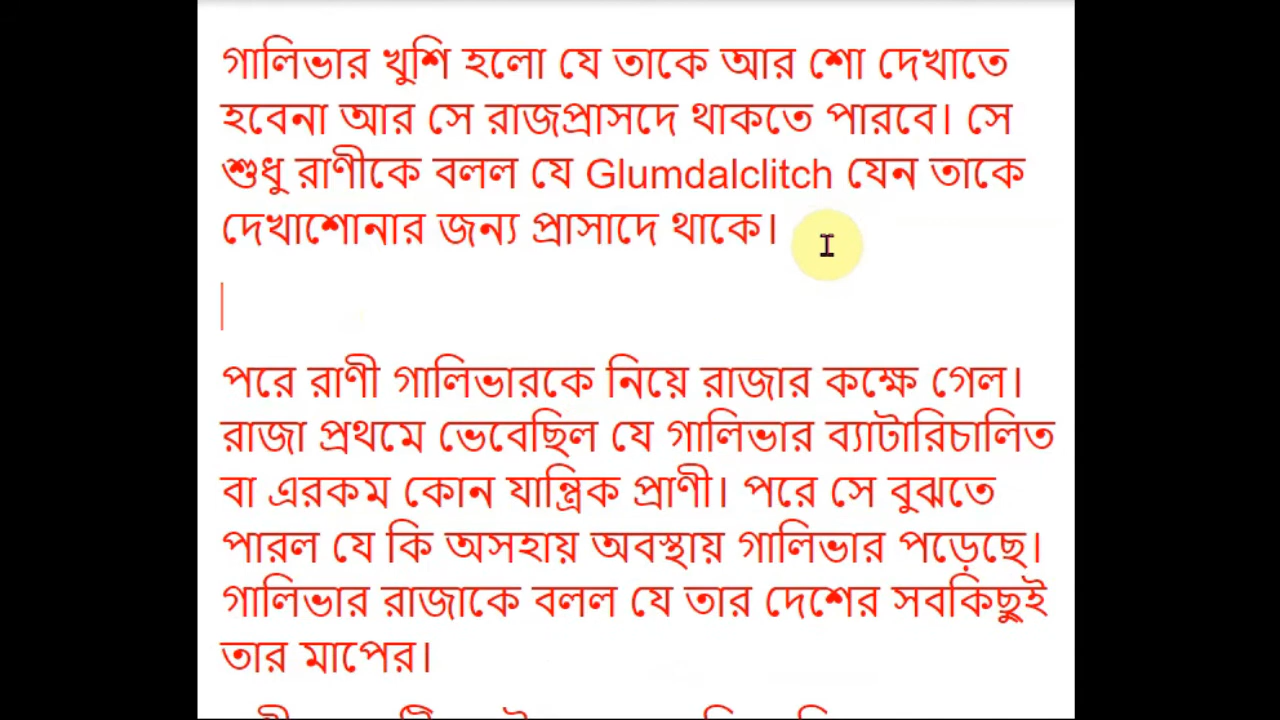 গালিভার খুশি হলো যে তাকে আর শো দেখাতে
হবেনা আর সে রাজপ্রাসদে থাকতে পারবে। সে
শুধু রাণীকে বলল যে Glumdalclitch যেন তাকে
দেখাশোনার জন্য প্রাসাদে থাকে।
পরে রাণী গালিভারকে নিয়ে রাজার কক্ষে গেল।
রাজা প্রথমে ভেবেছিল যে গালিভার ব্যাটারিচালিত
বা এরকম কোন যান্ত্রিক প্রাণী। পরে সে বুঝতে
পারল যে কি অসহায় অবস্থায় গালিভার পড়েছে।
গালিভার রাজাকে বলল যে তার দেশের সবকিছুই
তার মাপের।